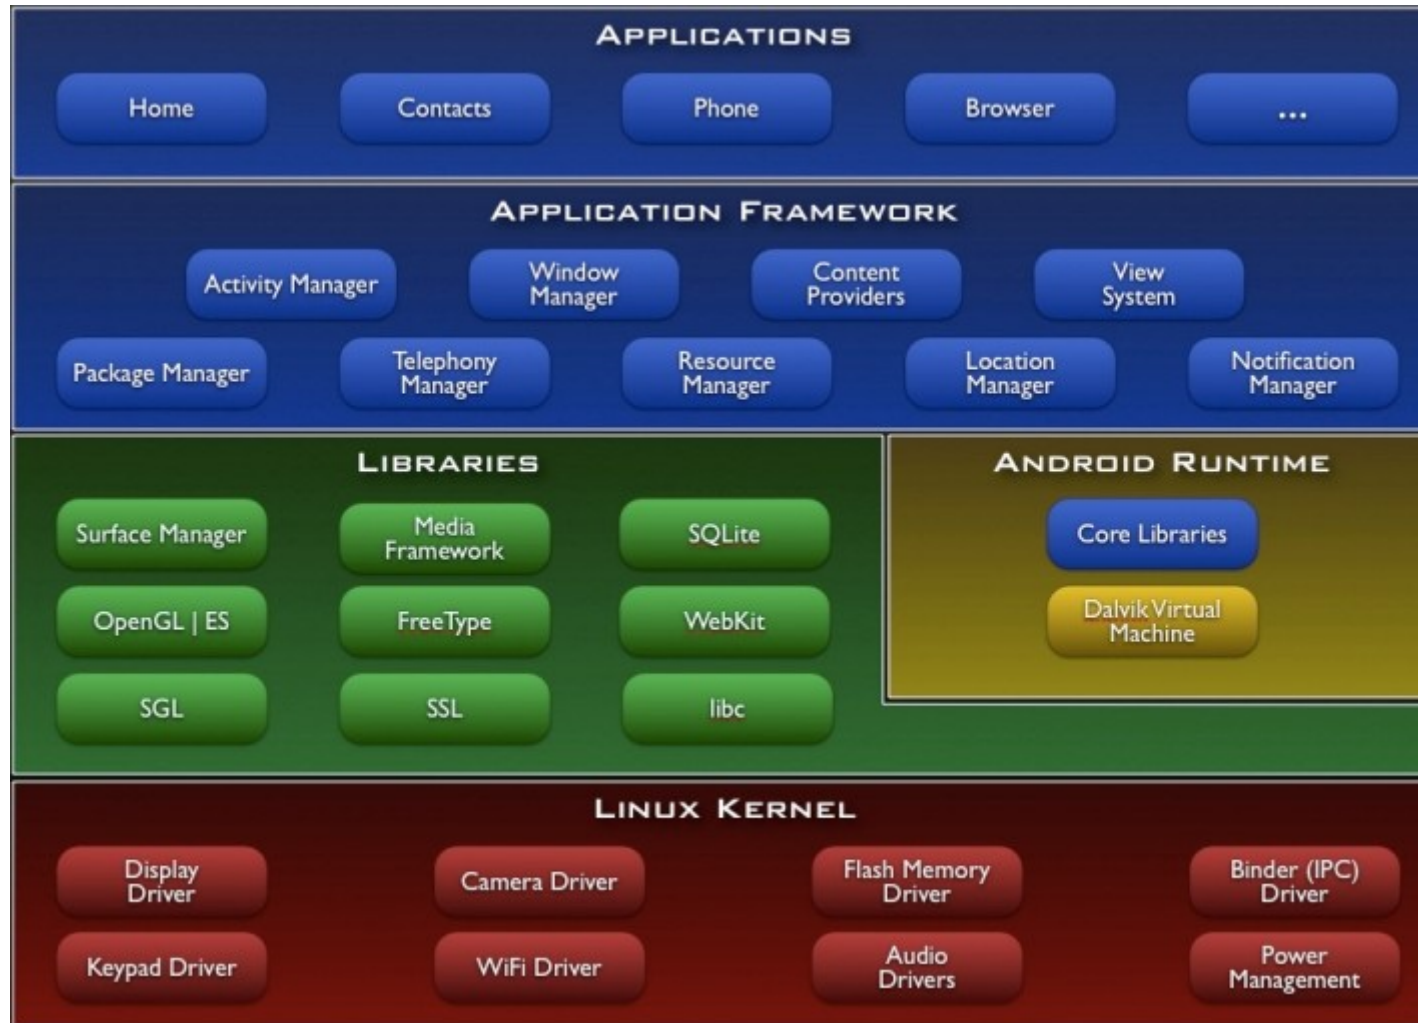 APPLICATIONS
Home
Contacts
Phone
Browser
...
APPLICATION FRAMEWORK
Activity Manager
Window
Manager
Content
Providers
View
System
Package Manager
Telephony
Manager
Resource
Manager
Location
Manager
Notification
Manager
LIBRARIES
Surface Manager
Media
Framework
SQLite
OpenGL | ES
FreeType
WebKit
SGL
SSL
libc
ANDROID RUNTIME
Core Libraries
Dalvik Virtual
Machine
LINUX KERNEL
Display
Driver
Camera Driver
Flash Memory
Driver
Binder (IPC)
Driver
Keypad Driver
WiFi Driver
Audio
Drivers
Power
Management